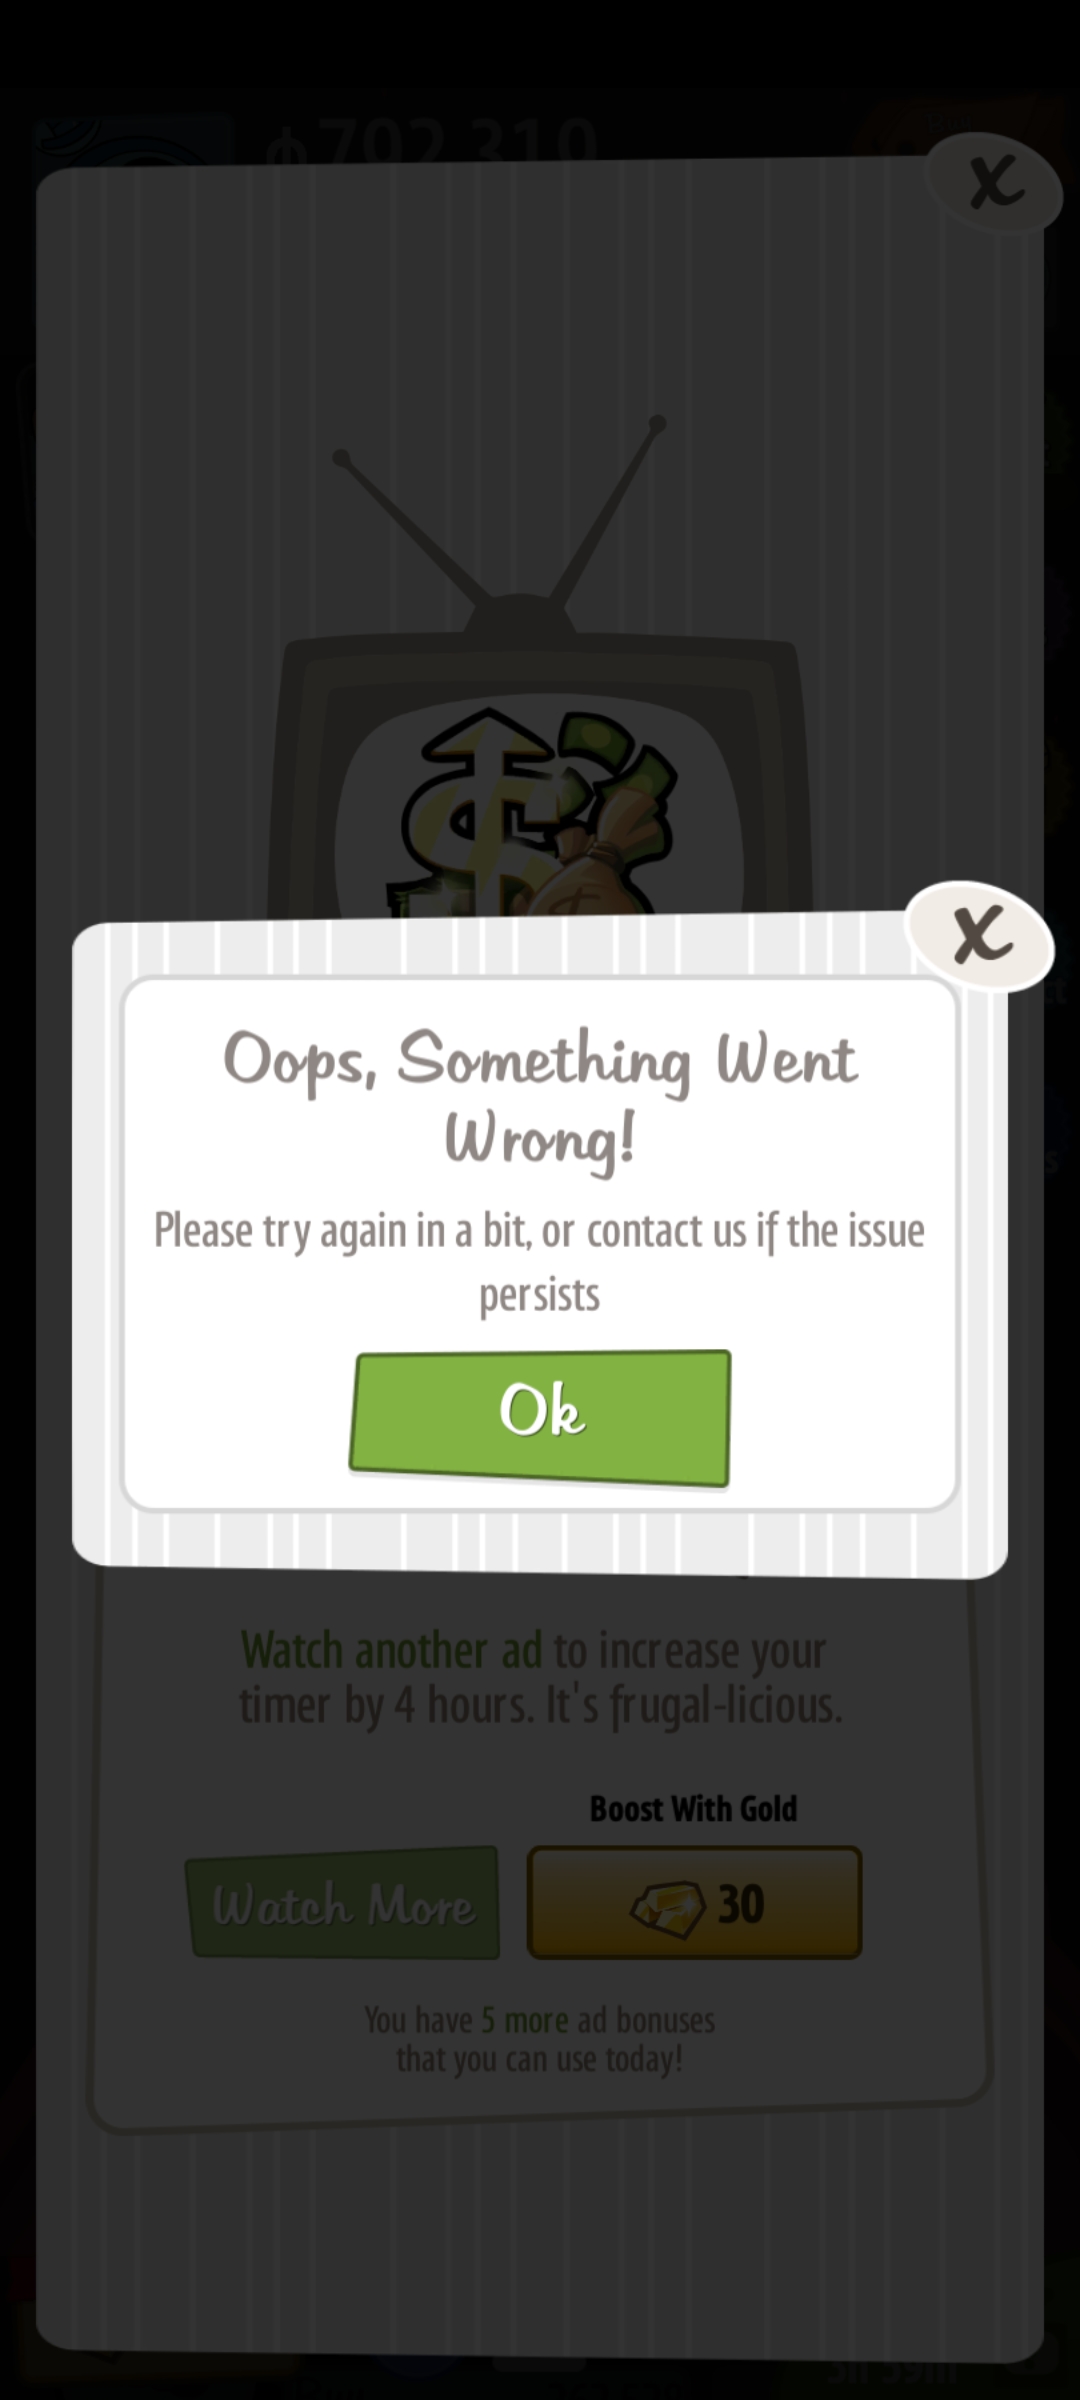 792,310
X
X
Oops, Something Went
Wrong!
Please try again in a bit, or contact us if the issue
persists
Ok
Watch another ad to increase your
timer by 4 hours. It's frugal-licious.
Boost With Gold
Watch More
30
You have 5 more ad bonuses
that you can use today!